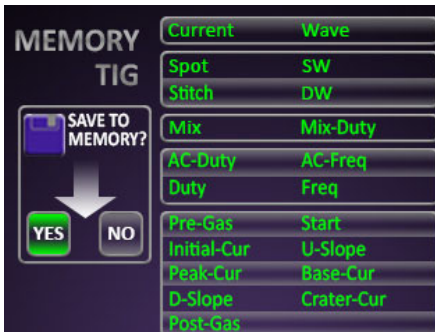 MEMORY
TIG
SAVE TO
MEMORY?
YES NO
Current Wave
Spot SW
Stitch DW
Mix Mix-Duty
AC-Duty AC-Freq
Duty Freq
Pre-Gas Start
Initial-Cur U-Slope
Peak-Cur Base-Cur
D-Slope Crater-Cur
Post-Gas